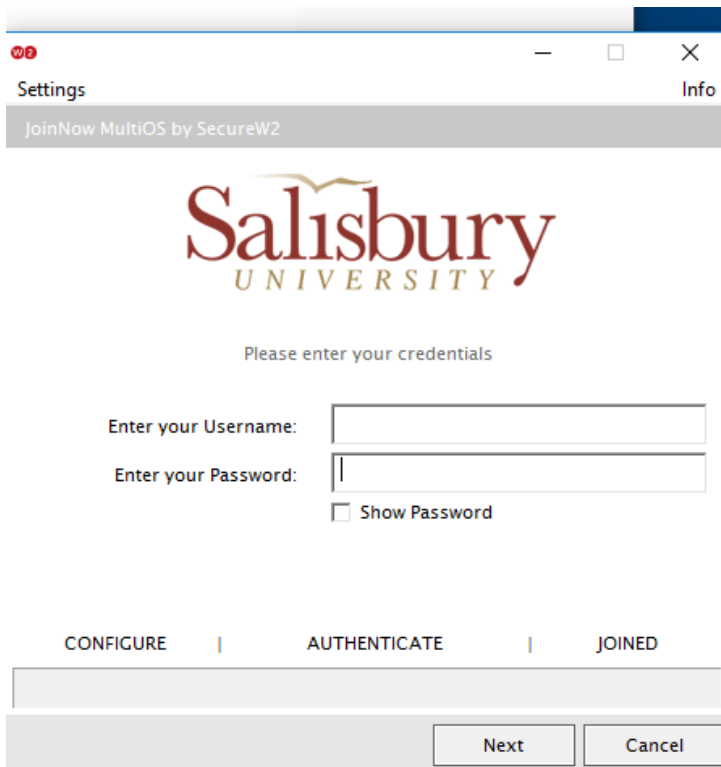 W2
Settings Info
JoinNow MultiOS by SecureW2
Salisbury
UNIVERSITY
Please enter your credentials
Enter your Username:
Enter your Password:
Show Password
CONFIGURE | AUTHENTICATE | JOINED
Next Cancel